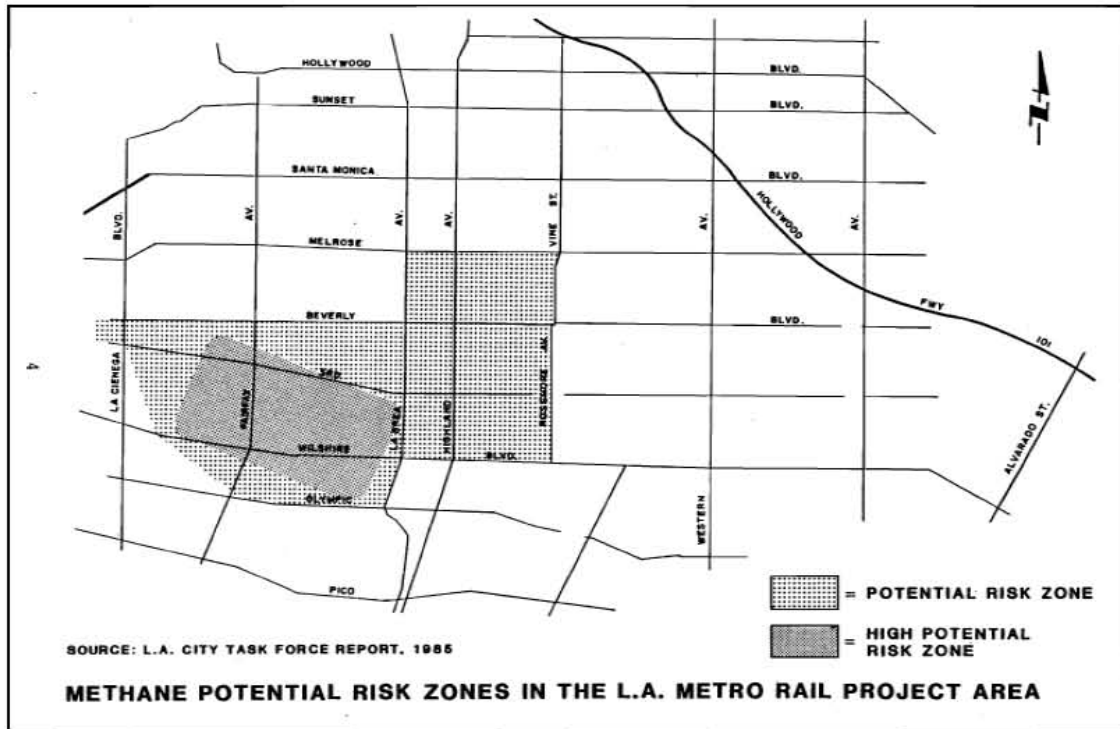 HOLLYWOOD BLVD.
SUNSET BLVD.
SANTA MONICA BLVD.
BLVD.
AV.
AV.
AV.
VINE ST.
AV.
HOLLYWOOD
AV.
MELROSE
FWY
BEVERLY BLVD.
101
4
LA CIENEGA
3RD
FAIRFAX
LA BREA
HIGHLAND
ROSSMORE AV.
ALVARADO ST.
WILSHIRE BLVD.
OLYMPIC
WESTERN
PICO
= POTENTIAL RISK ZONE
= HIGH POTENTIAL
RISK ZONE
SOURCE: L.A. CITY TASK FORCE REPORT, 1985
METHANE POTENTIAL RISK ZONES IN THE L.A. METRO RAIL PROJECT AREA